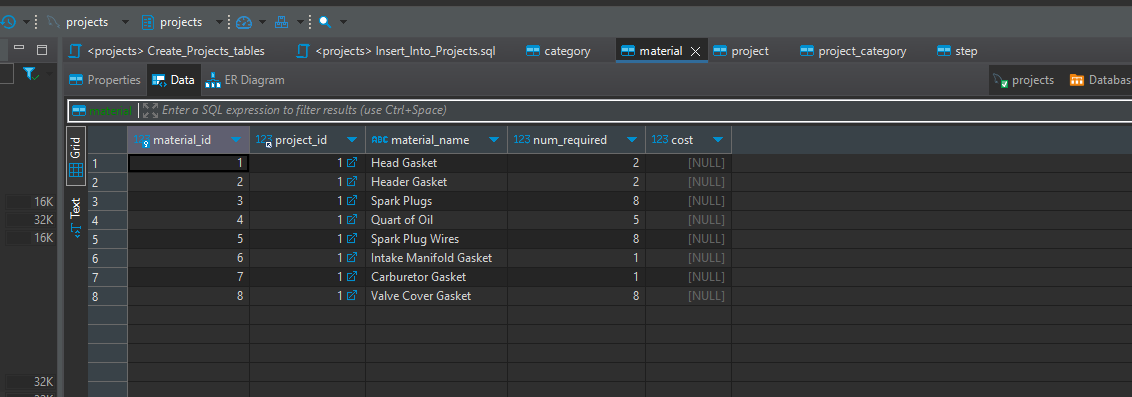 projects projects
<projects> Create_Projects_tables <projects> Insert_Into_Projects.sql category material project project_category step
Properties Data ER Diagram projects Databas
material Enter a SQL expression to filter results (use Ctrl+Space)
Grid
Text
123 material_id 123 project_id ABC material_name 123 num_required 123 cost
1 1 1 Head Gasket 2 [NULL]
2 2 1 Header Gasket 2 [NULL]
3 3 1 Spark Plugs 8 [NULL]
4 4 1 Quart of Oil 5 [NULL]
5 5 1 Spark Plug Wires 8 [NULL]
6 6 1 Intake Manifold Gasket 1 [NULL]
7 7 1 Carburetor Gasket 1 [NULL]
8 8 1 Valve Cover Gasket 8 [NULL]
16K
32K
16K
32K